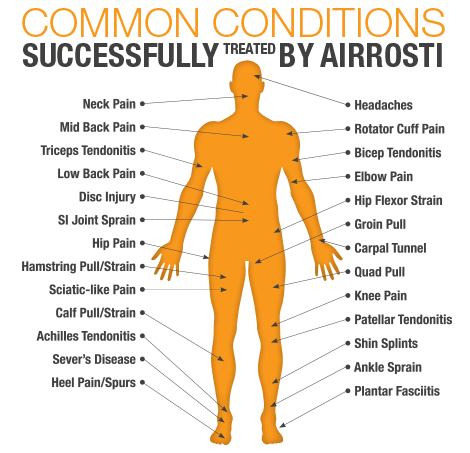 COMMON CONDITIONS
SUCCESSFULLY TREATED BY AIRROSTI
Neck Pain
Mid Back Pain
Triceps Tendonitis
Low Back Pain
Disc Injury
SI Joint Sprain
Hip Pain
Hamstring Pull/Strain
Sciatic-like Pain
Calf Pull/Strain
Achilles Tendonitis
Sever's Disease
Heel Pain/Spurs
Headaches
Rotator Cuff Pain
Bicep Tendonitis
Elbow Pain
Hip Flexor Strain
Groin Pull
Carpal Tunnel
Quad Pull
Knee Pain
Patellar Tendonitis
Shin Splints
Ankle Sprain
Plantar Fasciitis